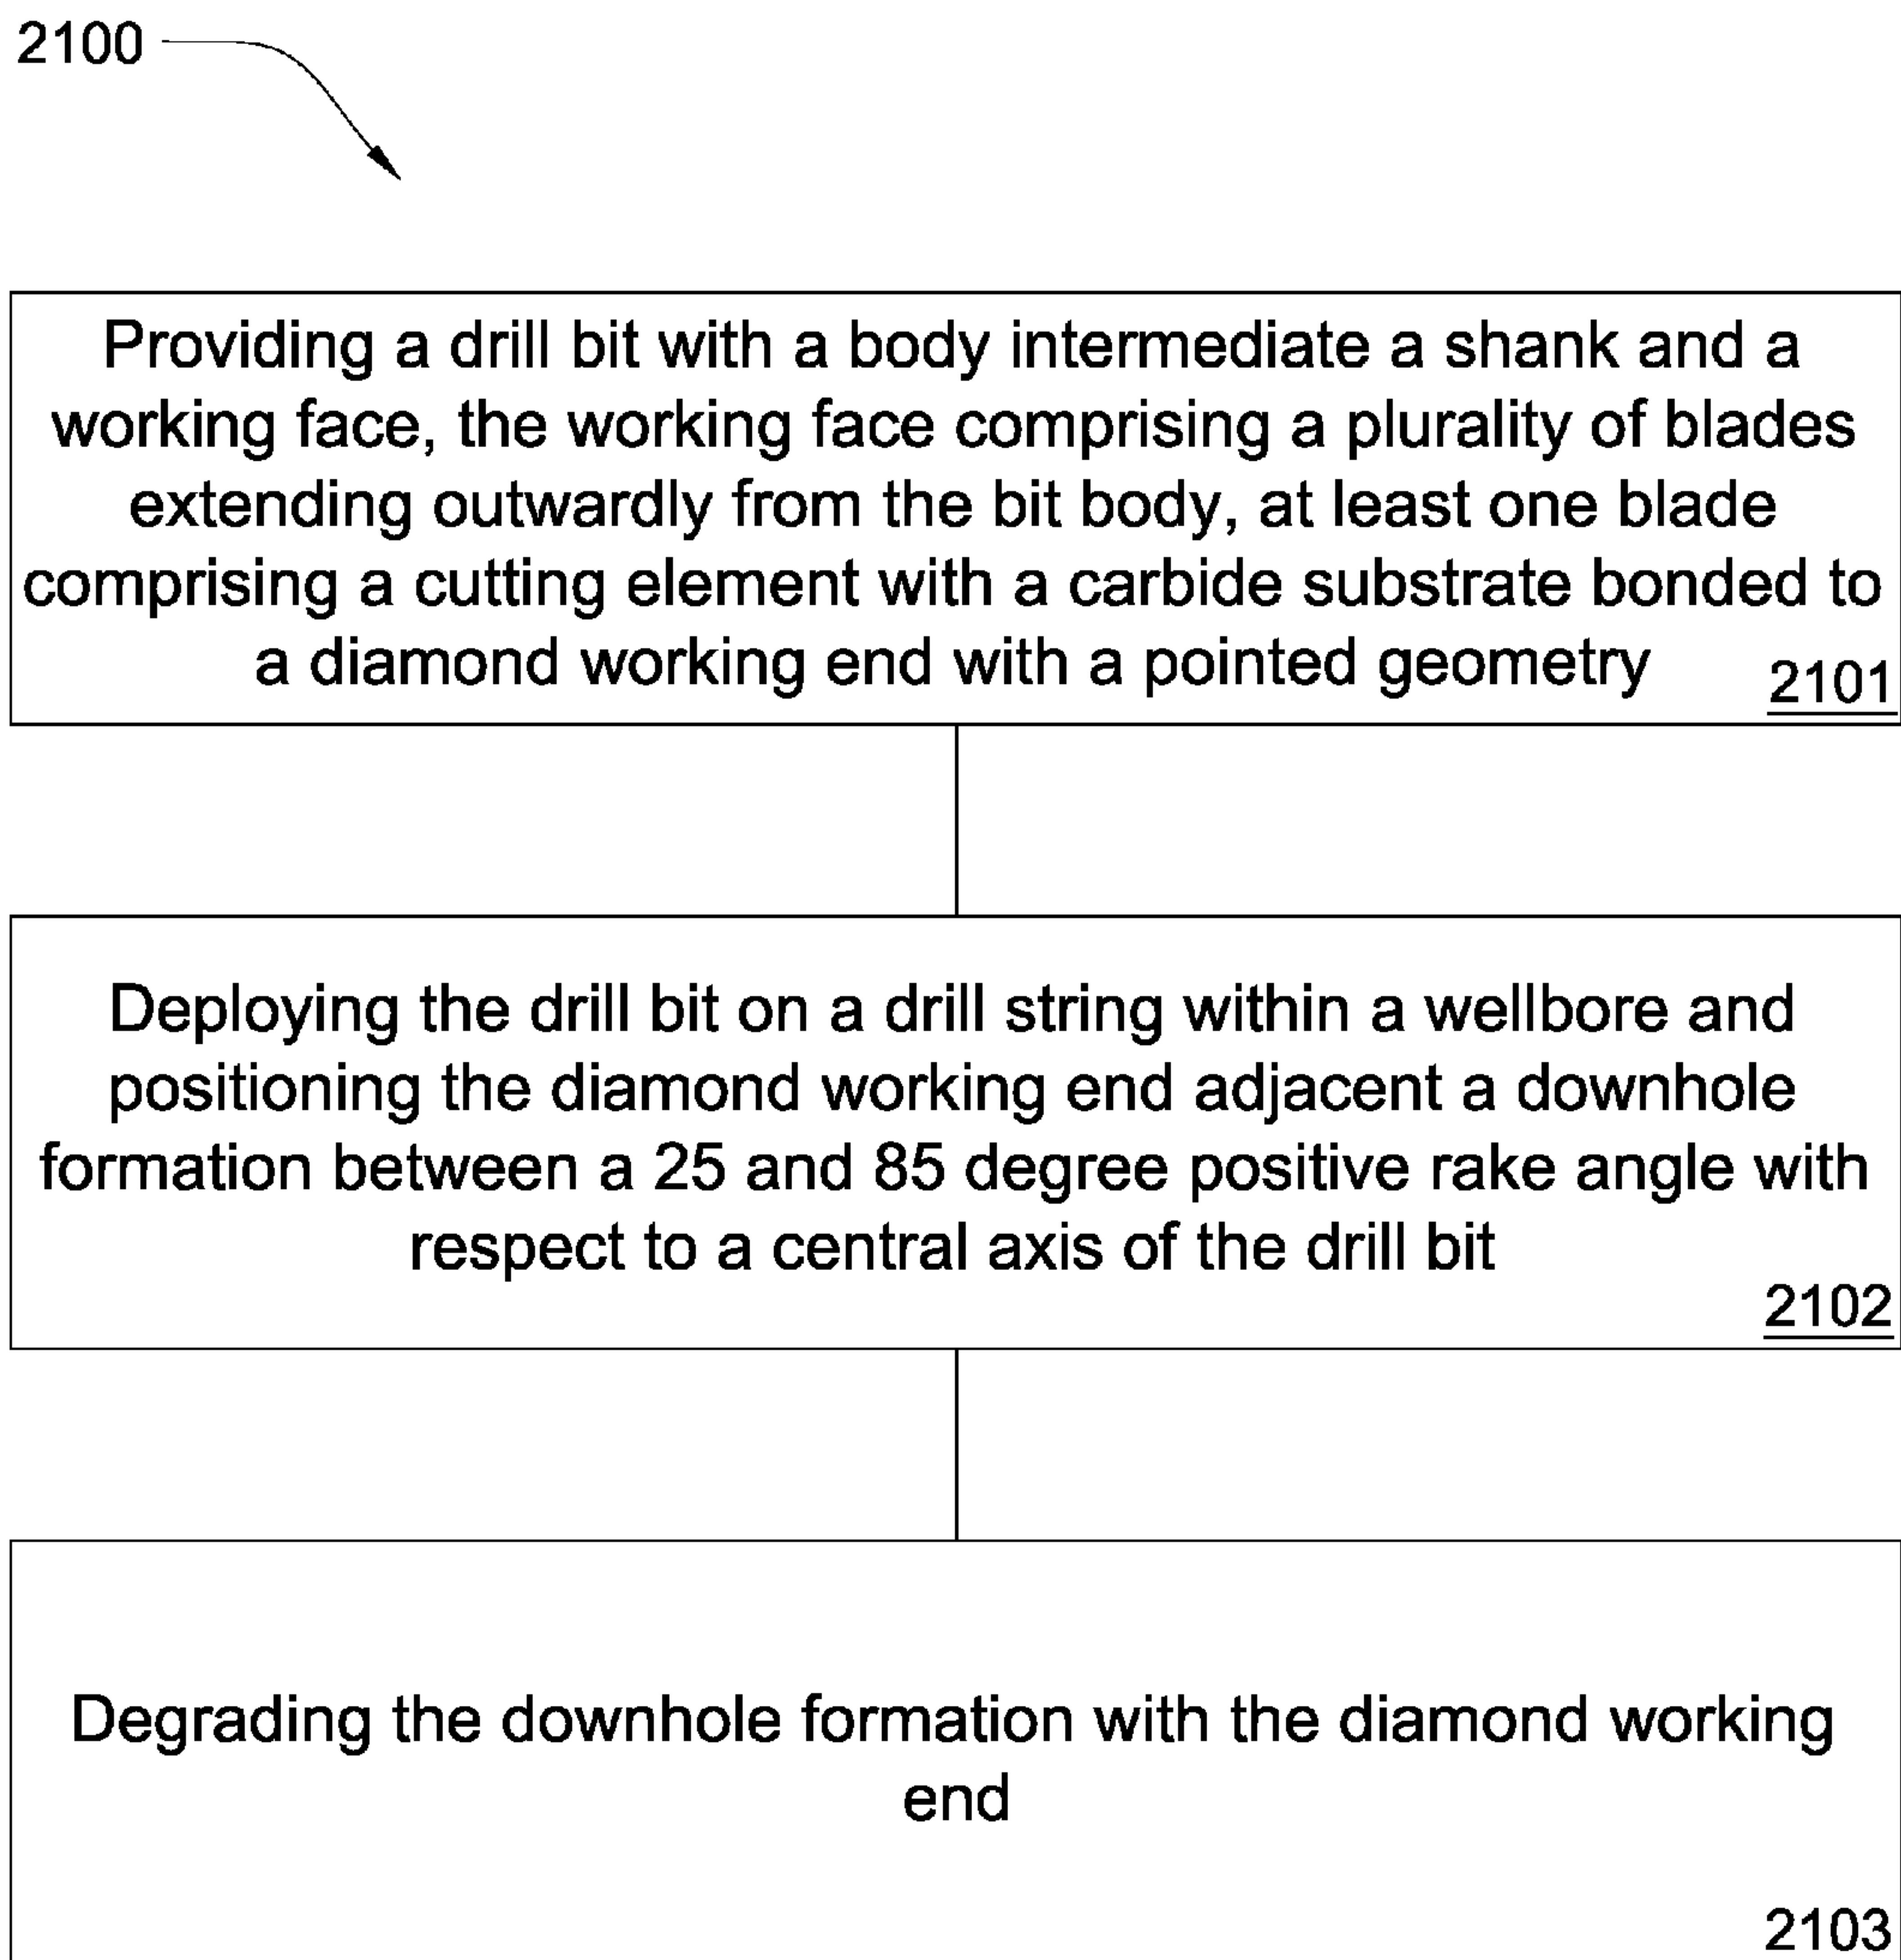 2100
Providing a drill bit with a body intermediate a shank and a
working face, the working face comprising a plurality of blades
extending outwardly from the bit body, at least one blade
comprising a cutting element with a carbide substrate bonded to
a diamond working end with a pointed geometry
2101
Deploying the drill bit on a drill string within a wellbore and
positioning the diamond working end adjacent a downhole
formation between a 25 and 85 degree positive rake angle with
respect to a central axis of the drill bit
2102
Degrading the downhole formation with the diamond working
end
2103